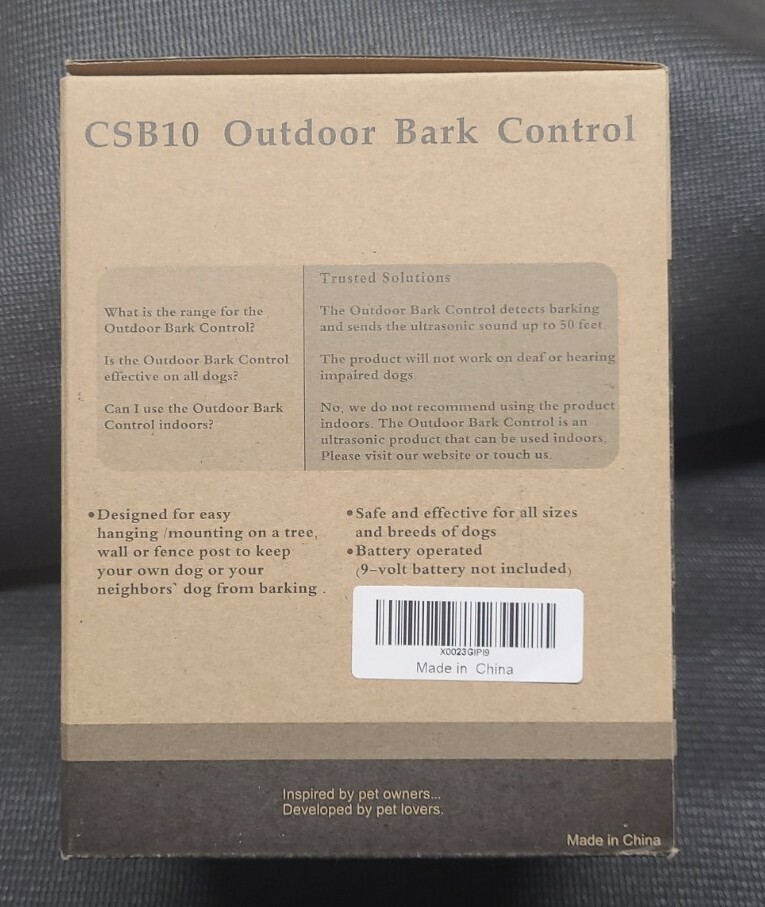 CSB10 Outdoor Bark Control
Trusted Solutions
What is the range for the
Outdoor Bark Control?
The Outdoor Bark Control detects barking
and sends the ultrasonic sound up to 50 feet.
Is the Outdoor Bark Control
effective on all dogs?
The product will not work on deaf or hearing
impaired dogs
Can I use the Outdoor Bark
Control indoors?
No, we do not recommend using the product
indoors. The Outdoor Bark Control is an
ultrasonic product that can be used indoors.
Please visit our website or touch us.
•Designed for easy
hanging /mounting on a tree,
wall or fence post to keep
your own dog or your
neighbors` dog from barking .
•Safe and effective for all sizes
and breeds of dogs
•Battery operated
(9-volt battery not included)
X0023GIPI9
Made in China
Inspired by pet owners...
Developed by pet lovers.
Made in China